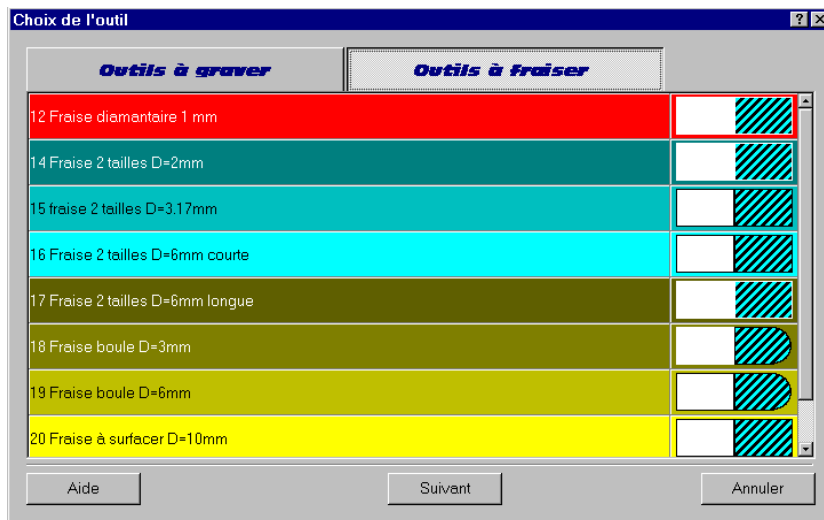 Choix de l'outil
Outils à graver
Outils à fraiser
12 Fraise diamantaire 1 mm
14 Fraise 2 tailles D=2mm
15 fraise 2 tailles D=3.17mm
16 Fraise 2 tailles D=6mm courte
17 Fraise 2 tailles D=6mm longue
18 Fraise boule D=3mm
19 Fraise boule D=6mm
20 Fraise à surfacer D=10mm
Aide
Suivant
Annuler